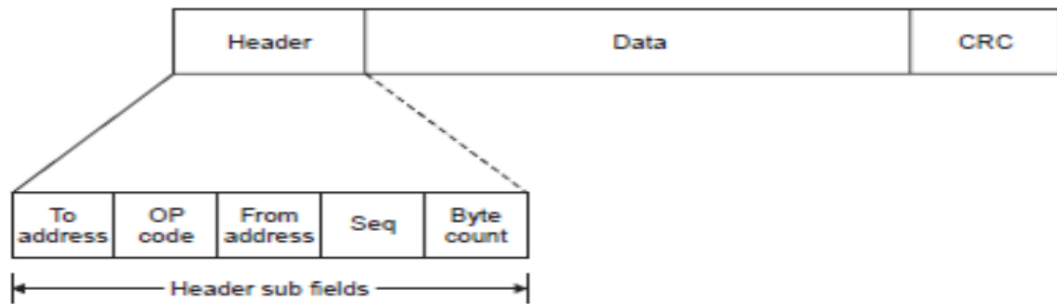 Header
Data
CRC
To address
OP code
From address
Seq
Byte count
Header sub fields